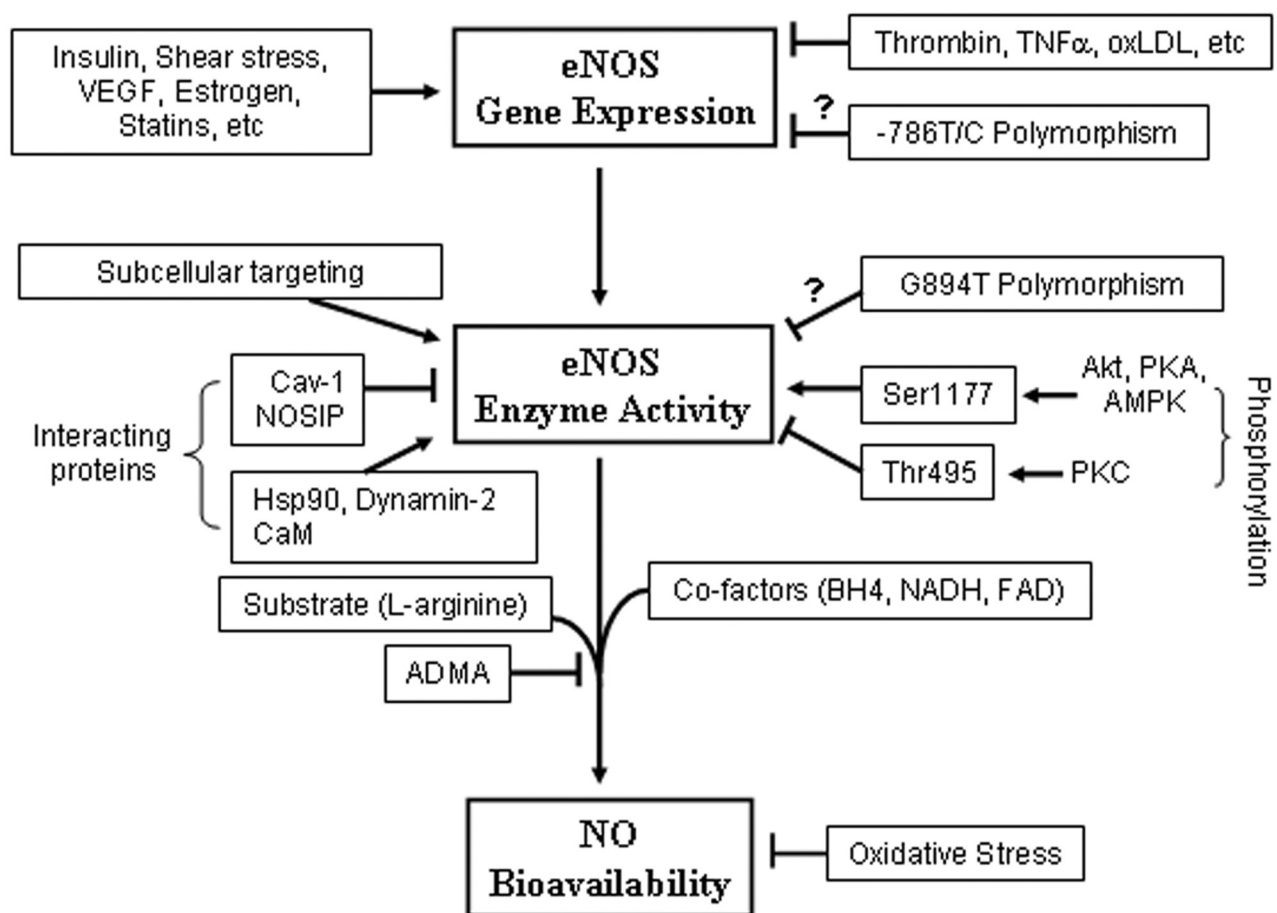 Insulin, Shear stress,
VEGF, Estrogen,
Statins, etc
eNOS
Gene Expression
Thrombin, TNFα, oxLDL, etc
?
-786T/C Polymorphism
Subcellular targeting
?
G894T Polymorphism
eNOS
Enzyme Activity
Interacting
proteins
Cav-1
NOSIP
Hsp90, Dynamin-2
CaM
Ser1177
Akt, PKA,
AMPK
Thr495
PKC
Phosphorylation
Substrate (L-arginine)
Co-factors (BH4, NADH, FAD)
ADMA
NO
Bioavailability
Oxidative Stress